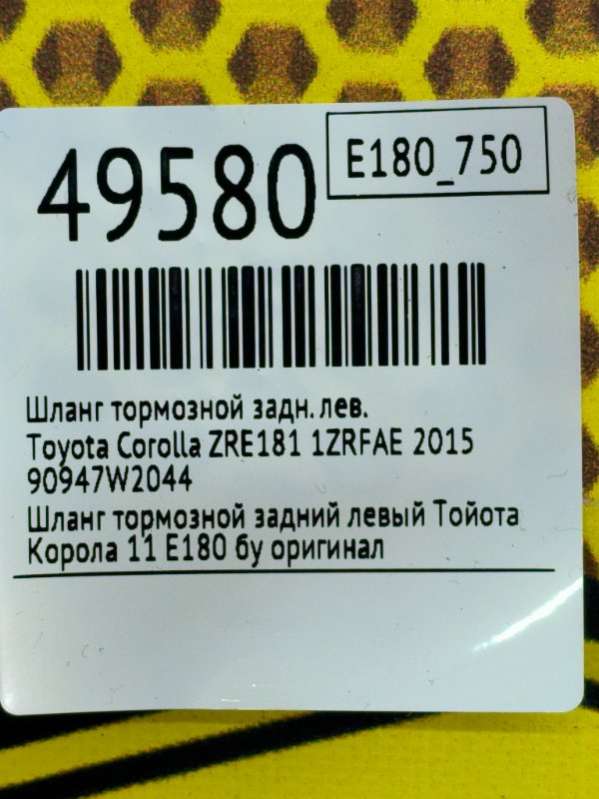 49580
E180_750
Шланг тормозной задн. лев.
Toyota Corolla ZRE181 1ZRFAE 2015
90947W2044
Шланг тормозной задний левый Тойота
Корола 11 Е180 бу оригинал